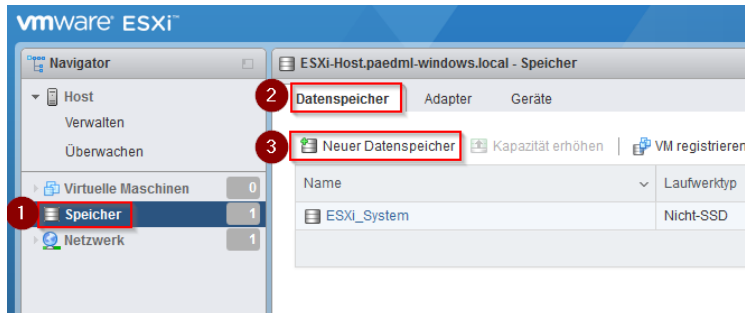 vmware ESXi™
Navigator
Host
Verwalten
Überwachen
Virtuelle Maschinen 0
1 Speicher 1
Netzwerk 1
ESXi-Host.paedml-windows.local - Speicher
2 Datenspeicher Adapter Geräte
3 Neuer Datenspeicher Kapazität erhöhen VM registrieren
Name Laufwerktyp
ESXi_System Nicht-SSD